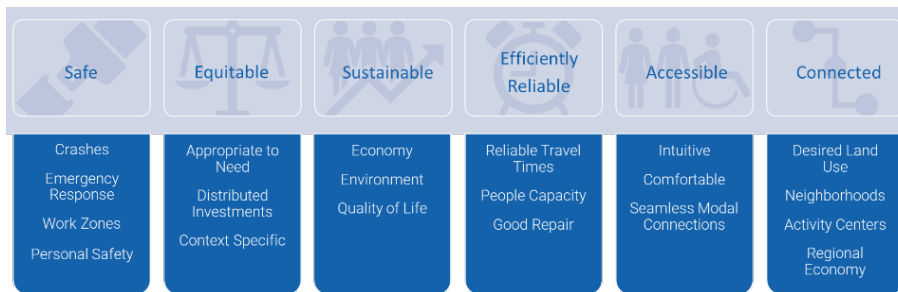 Safe
Equitable
Sustainable
Efficiently
Reliable
Accessible
Connected
Crashes
Emergency
Response
Work Zones
Personal Safety
Appropriate to
Need
Distributed
Investments
Context Specific
Economy
Environment
Quality of Life
Reliable Travel
Times
People Capacity
Good Repair
Intuitive
Comfortable
Seamless Modal
Connections
Desired Land
Use
Neighborhoods
Activity Centers
Regional
Economy